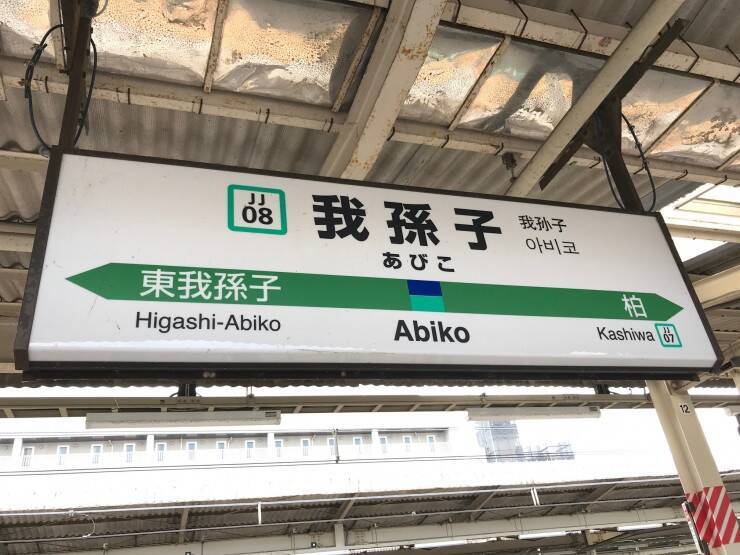 JJ
08
我孫子
我孙子
아비코
あびこ
東我孫子
柏
Higashi-Abiko
Abiko
Kashiwa
JJ
07
12